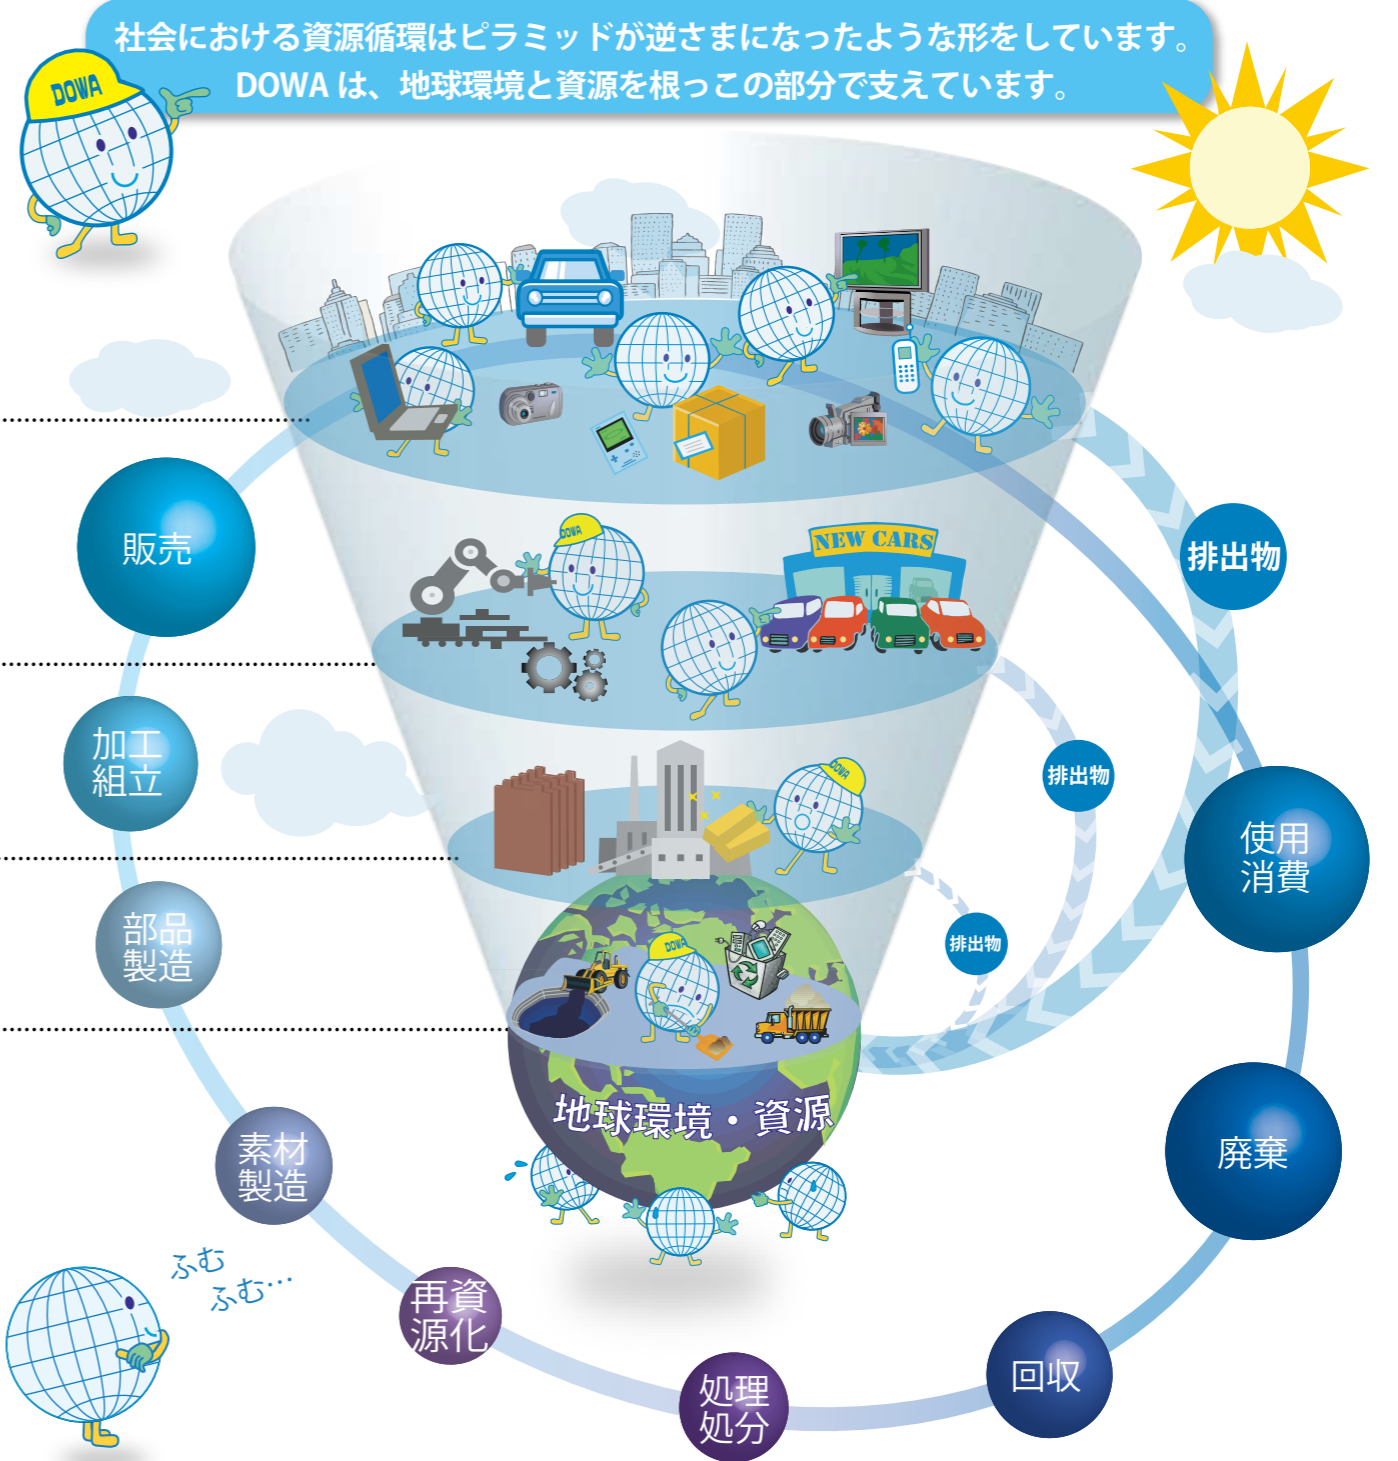 社会における資源循環はピラミッドが逆さまになったような形をしています。
DOWA は、地球環境と資源を根っこの部分で支えています。
DOWA
販売
DOWA
NEW CARS
排出物
加工
組立
排出物
DOWA
使用
消費
部品
製造
排出物
DOWA
地球環境・資源
素材
製造
廃棄
ふむ
ふむ…
再資
源化
回収
処理
処分